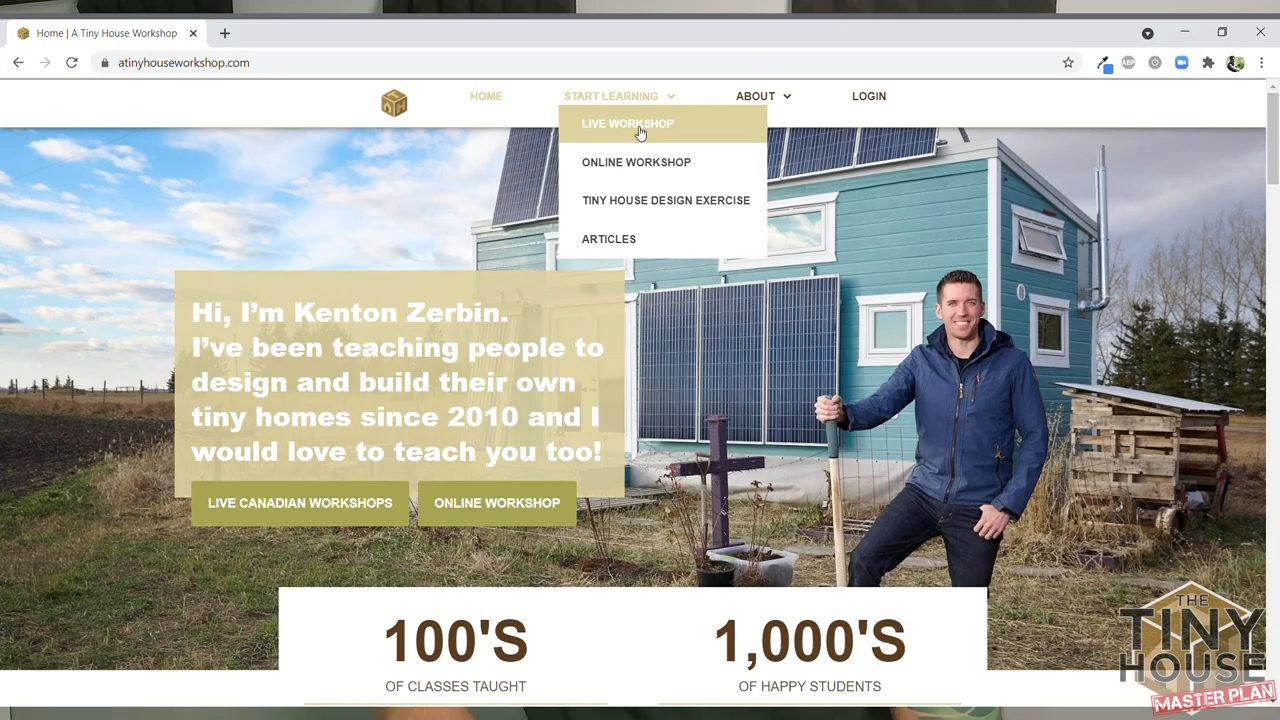 Home | A Tiny House Workshop
atinyhouseworkshop.com
ABP
HOME
START LEARNING
ABOUT
LOGIN
LIVE WORKSHOP
ONLINE WORKSHOP
TINY HOUSE DESIGN EXERCISE
ARTICLES
Hi, I'm Kenton Zerbin.
I've been teaching people to
design and build their own
tiny homes since 2010 and I
would love to teach you too!
LIVE CANADIAN WORKSHOPS
ONLINE WORKSHOP
100'S
OF CLASSES TAUGHT
1,000'S
OF HAPPY STUDENTS
THE
TINY
HOUSE
MASTER PLAN